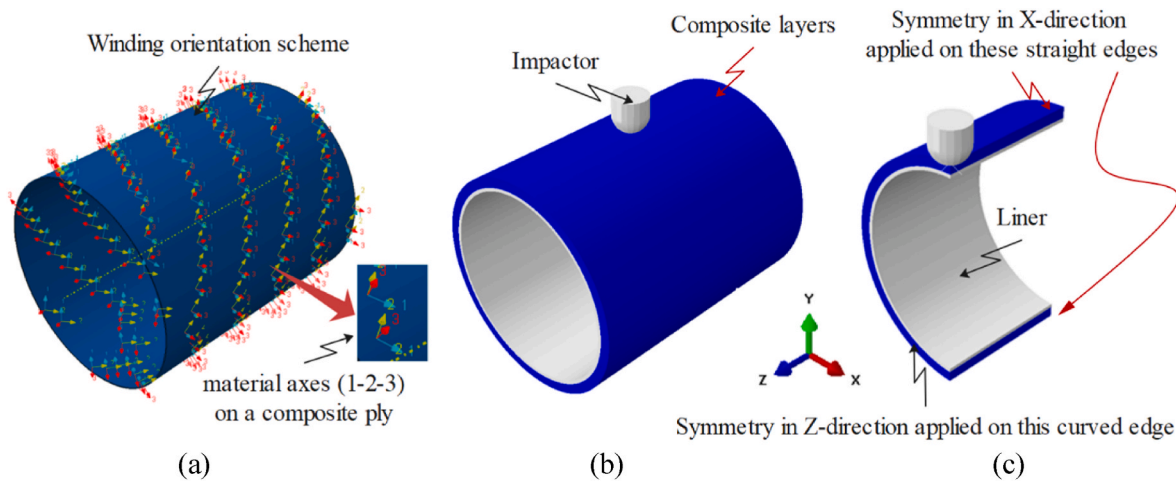 Winding orientation scheme
material axes (1-2-3)
on a composite ply
(a)
Impactor
Composite layers
Y
Z
X
(b)
Symmetry in X-direction
applied on these straight edges
Liner
Symmetry in Z-direction applied on this curved edge
(c)